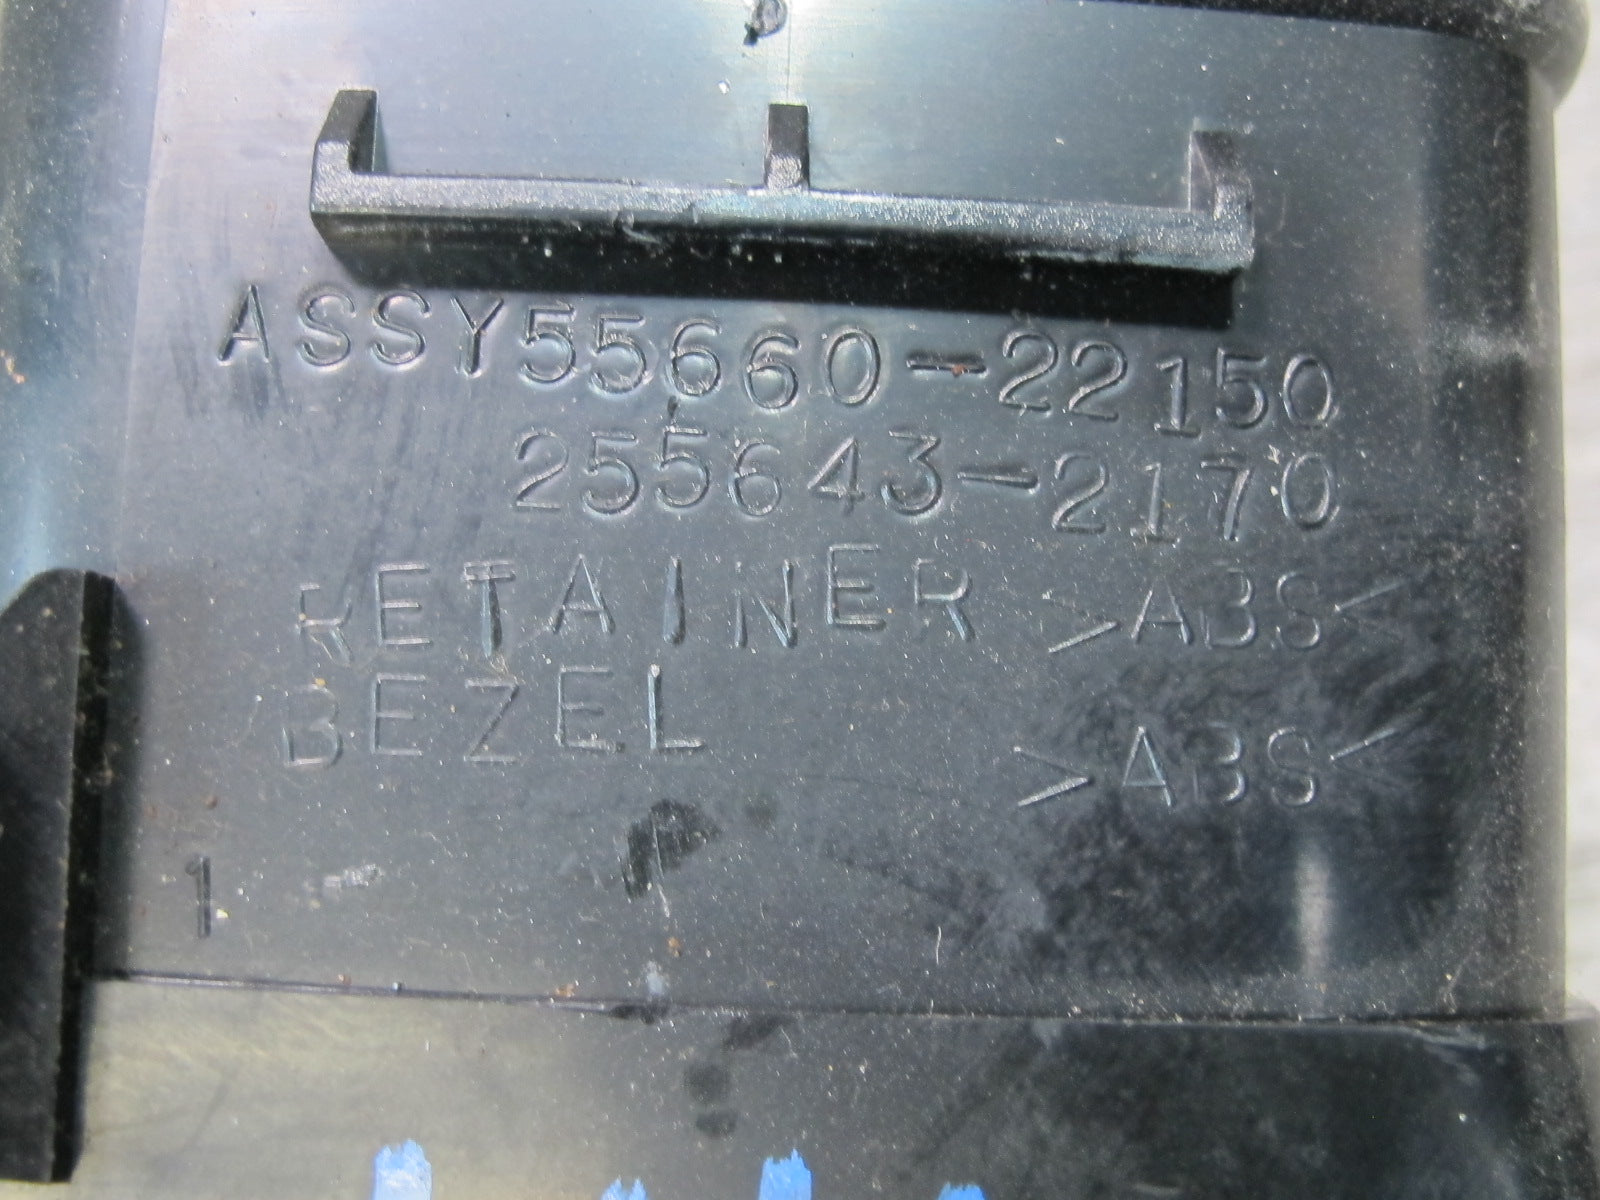 ASSY55660-22150
255643-2170
RETAINER >ABS<
BEZEL >ABS<
1